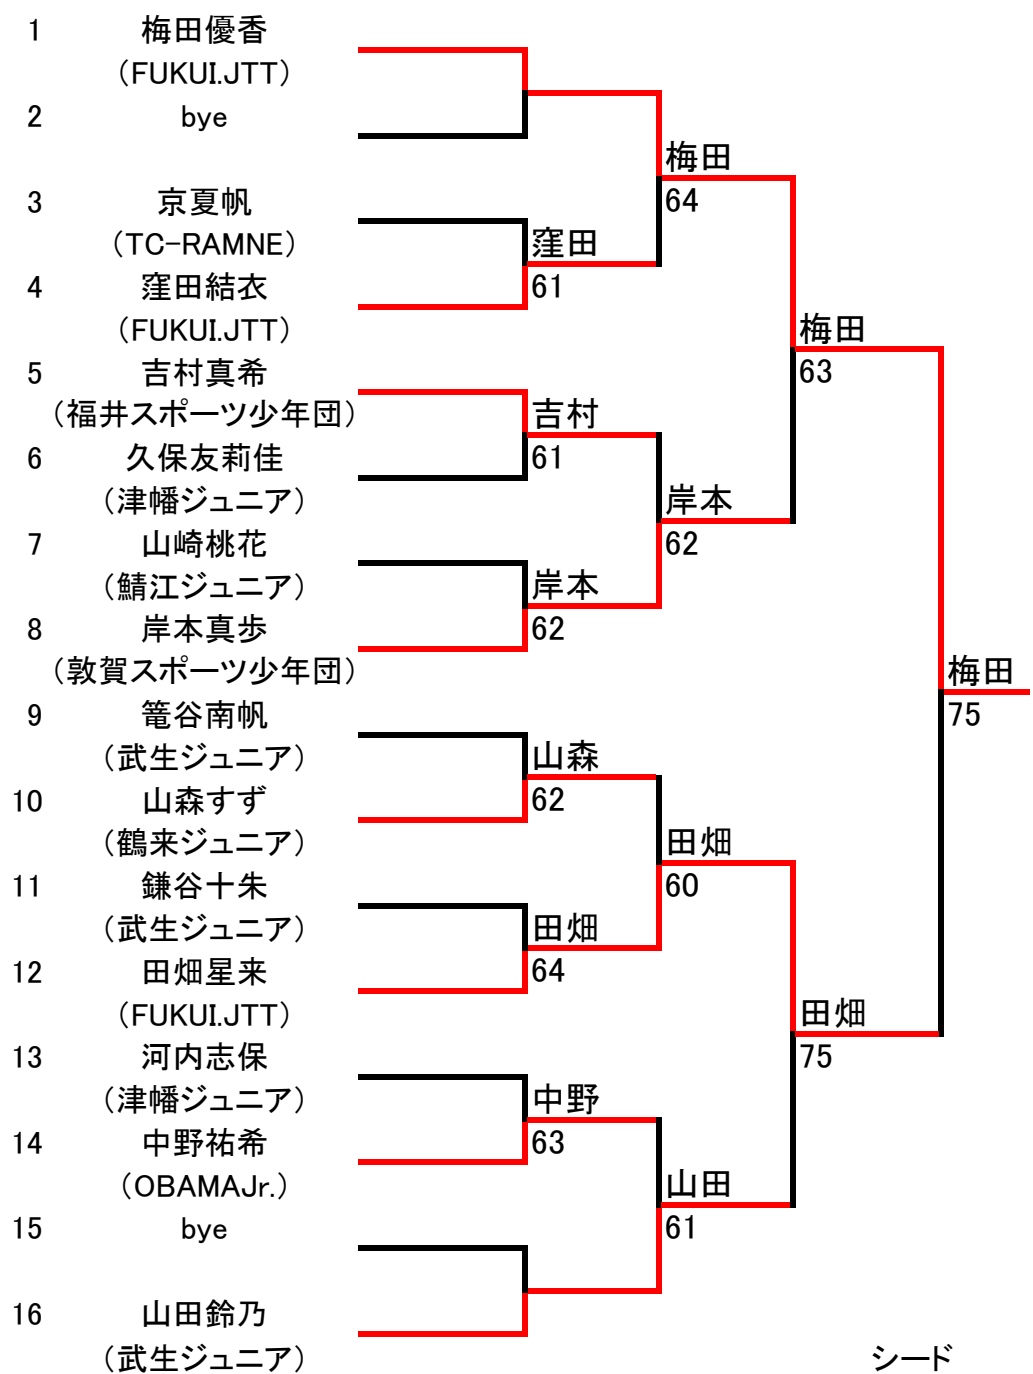 1 梅田優香
（FUKUI.JTT）
2 bye
梅田
3 京夏帆
64
（TC-RAMNE）
窪田
4 窪田結衣
61
（FUKUI.JTT）
梅田
5 吉村真希
63
（福井スポーツ少年団）
吉村
6 久保友莉佳
61
（津幡ジュニア）
岸本
7 山崎桃花
62
（鯖江ジュニア）
岸本
8 岸本真歩
62
（敦賀スポーツ少年団）
梅田
9 篭谷南帆
75
（武生ジュニア）
山森
10 山森すず
62
（鶴来ジュニア）
田畑
11 鎌谷十朱
60
（武生ジュニア）
田畑
12 田畑星来
64
（FUKUI.JTT）
田畑
13 河内志保
75
（津幡ジュニア）
中野
14 中野祐希
63
（OBAMAJr.）
山田
15 bye
61
16 山田鈴乃
（武生ジュニア）
シード